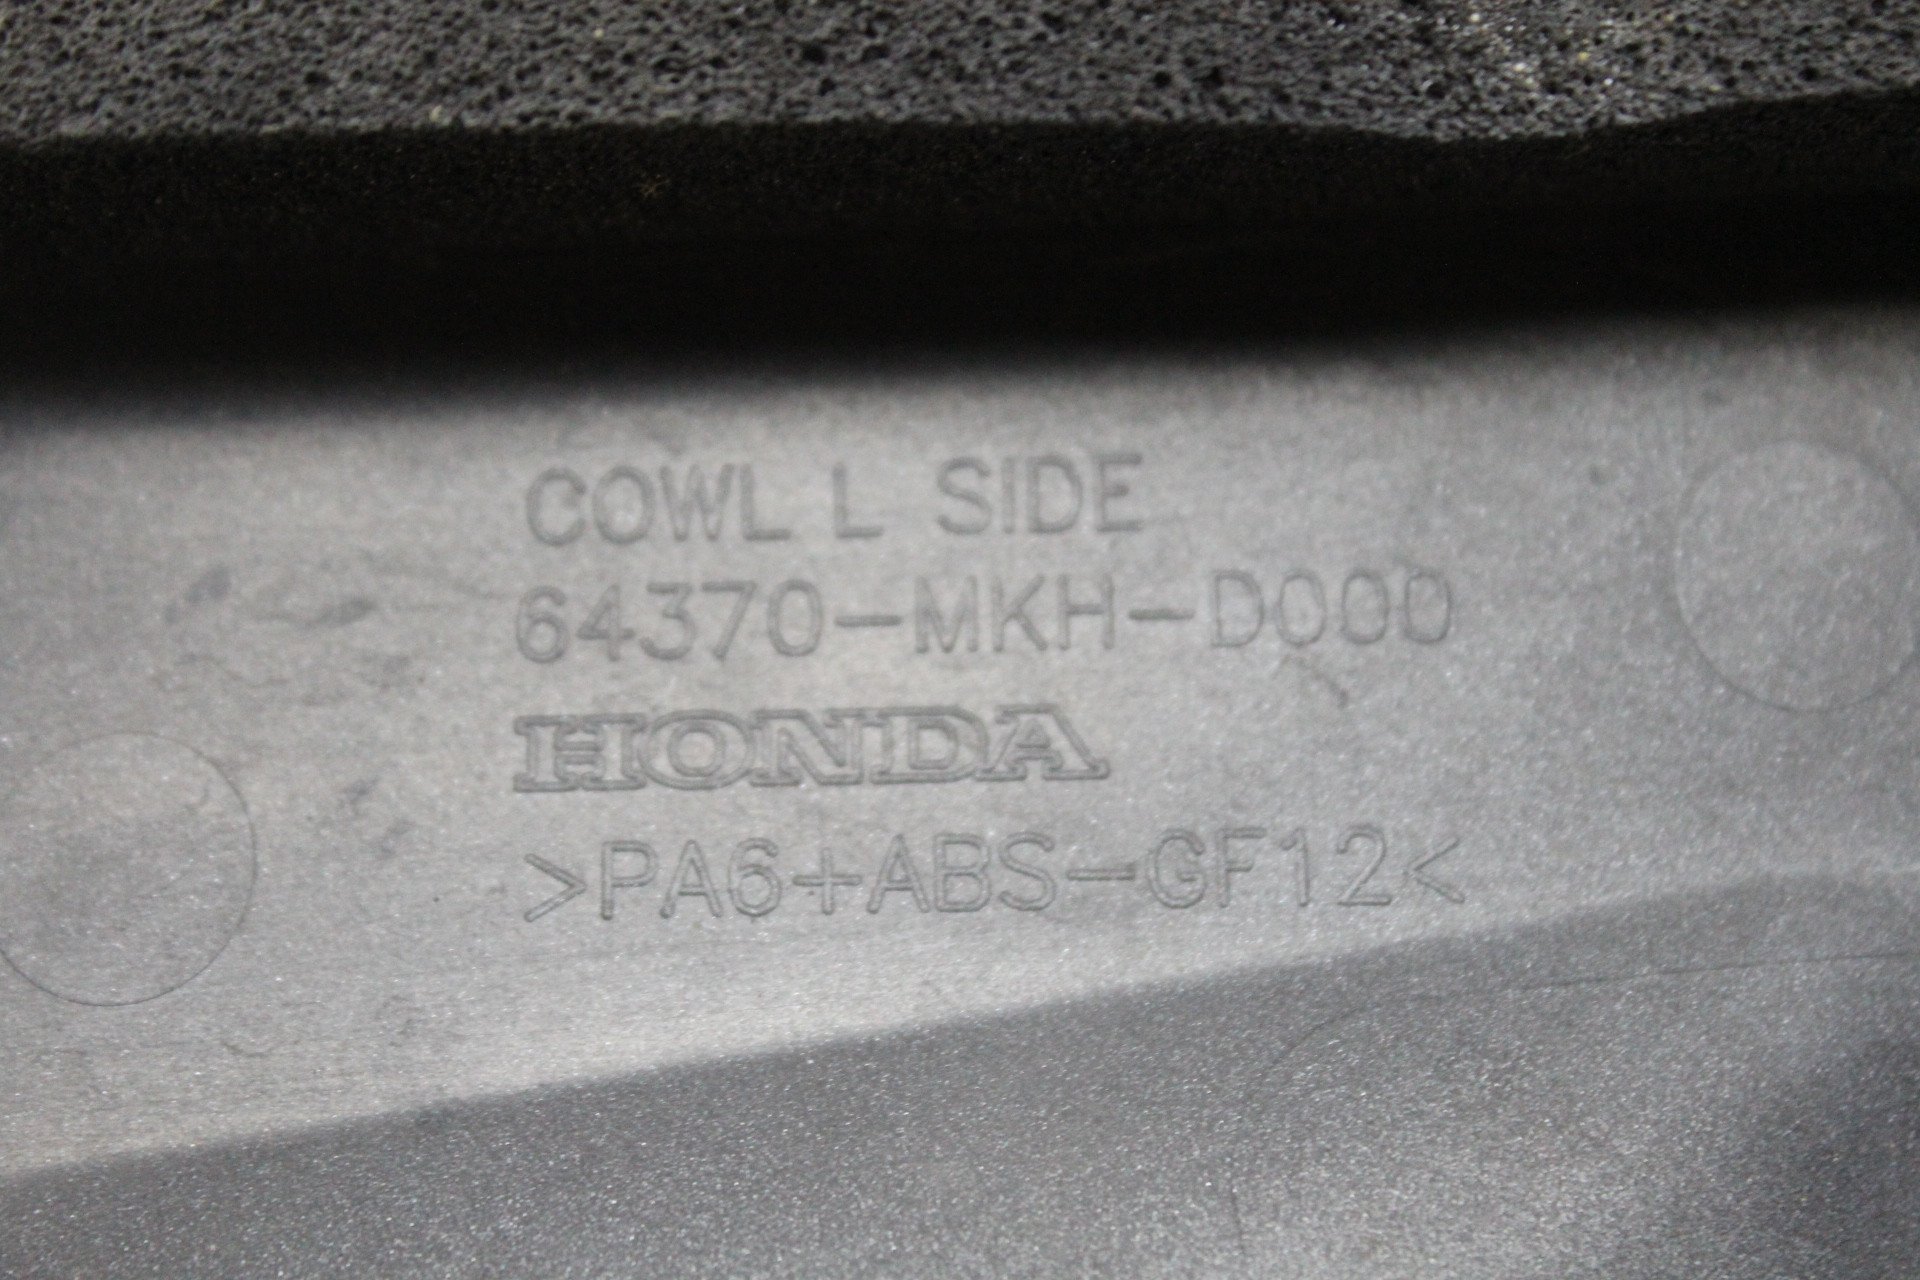 COWL L SIDE
64370-MKH-D000
HONDA
>PA6+ABS-GF12<